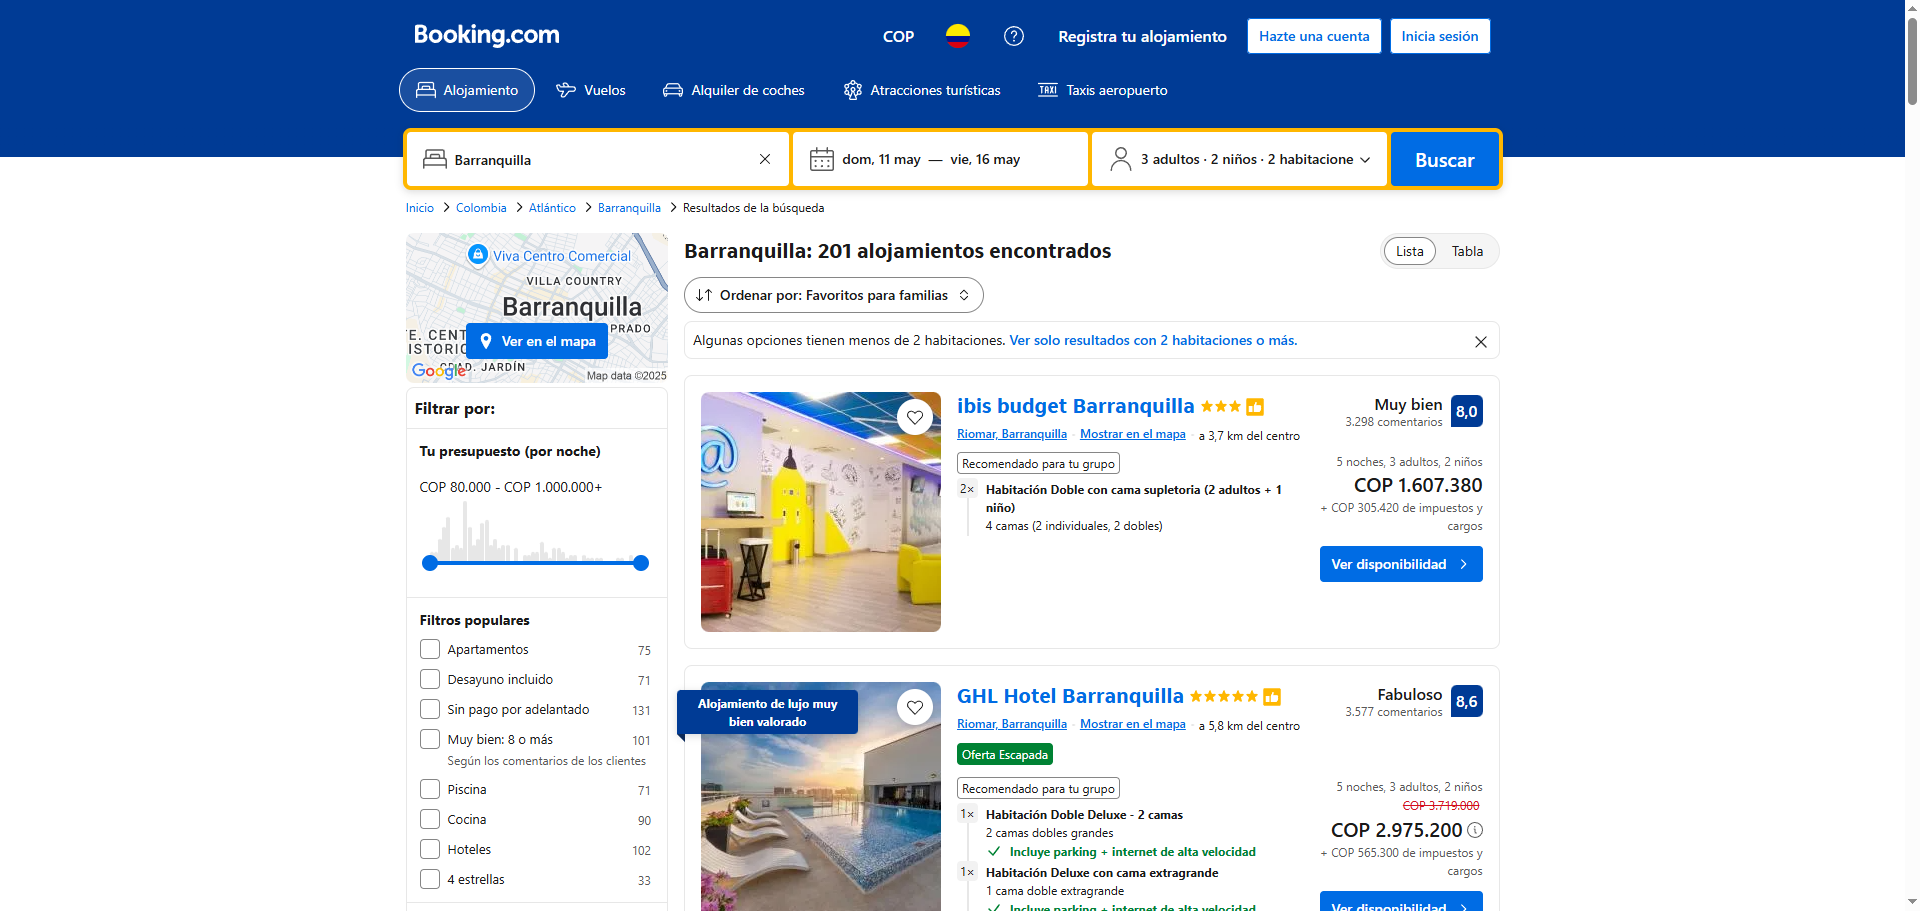 Booking.com
COP
Registra tu alojamiento
Hazte una cuenta
Inicia sesión
Alojamiento
Vuelos
Alquiler de coches
Atracciones turísticas
TAXI
Taxis aeropuerto
Barranquilla
dom, 11 may — vie, 16 may
3 adultos · 2 niños · 2 habitacione
Buscar
Inicio
Colombia
Atlántico
Barranquilla
Resultados de la búsqueda
Viva Centro Comercial
VILLA COUNTRY
Barranquilla
PRADO
Ver en el mapa
JARDÍN
Google
Map data ©2025
Filtrar por:
Tu presupuesto (por noche)
COP 80.000 - COP 1.000.000+
Filtros populares
Apartamentos 75
Desayuno incluido 71
Sin pago por adelantado 131
Muy bien: 8 o más 101
Según los comentarios de los clientes
Piscina 71
Cocina 90
Hoteles 102
4 estrellas 33
Barranquilla: 201 alojamientos encontrados
Lista
Tabla
Ordenar por: Favoritos para familias
Algunas opciones tienen menos de 2 habitaciones. Ver solo resultados con 2 habitaciones o más.
ibis budget Barranquilla
Riomar, Barranquilla
Mostrar en el mapa
a 3,7 km del centro
Recomendado para tu grupo
2× Habitación Doble con cama supletoria (2 adultos + 1
niño)
4 camas (2 individuales, 2 dobles)
Muy bien
3.298 comentarios
8,0
5 noches, 3 adultos, 2 niños
COP 1.607.380
+ COP 305.420 de impuestos y
cargos
Ver disponibilidad
Alojamiento de lujo muy
bien valorado
GHL Hotel Barranquilla
Riomar, Barranquilla
Mostrar en el mapa
a 5,8 km del centro
Oferta Escapada
Recomendado para tu grupo
1× Habitación Doble Deluxe - 2 camas
2 camas dobles grandes
Incluye parking + internet de alta velocidad
1× Habitación Deluxe con cama extragrande
1 cama doble extragrande
Incluye parking + internet de alta velocidad
Fabuloso
3.577 comentarios
8,6
5 noches, 3 adultos, 2 niños
COP 3.719.000
COP 2.975.200
+ COP 565.300 de impuestos y
cargos
Ver disponibilidad